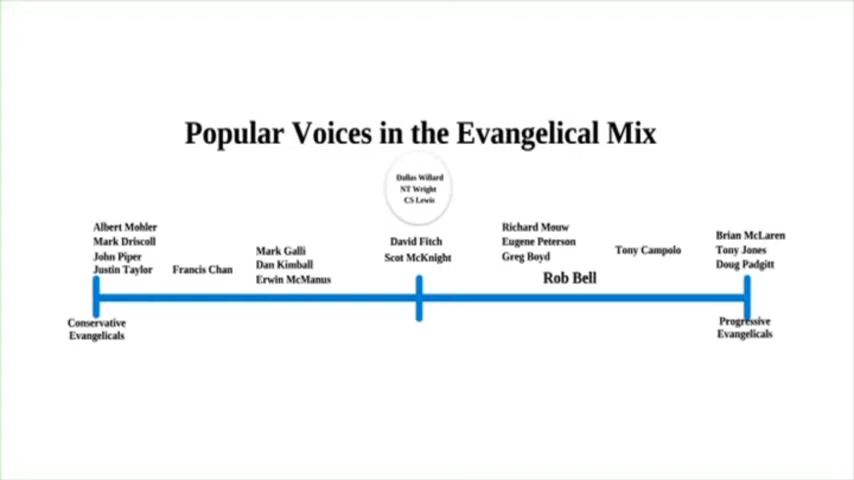 Popular Voices in the Evangelical Mix
Dallas Willard
NT Wright
CS Lewis
Albert Mohler
Mark Driscoll
John Piper
Justin Taylor
Francis Chan
Mark Galli
Dan Kimball
Erwin McManus
David Fitch
Scot McKnight
Richard Mouw
Eugene Peterson
Greg Boyd
Rob Bell
Tony Campolo
Brian McLaren
Tony Jones
Doug Padgitt
Conservative
Evangelicals
Progressive
Evangelicals